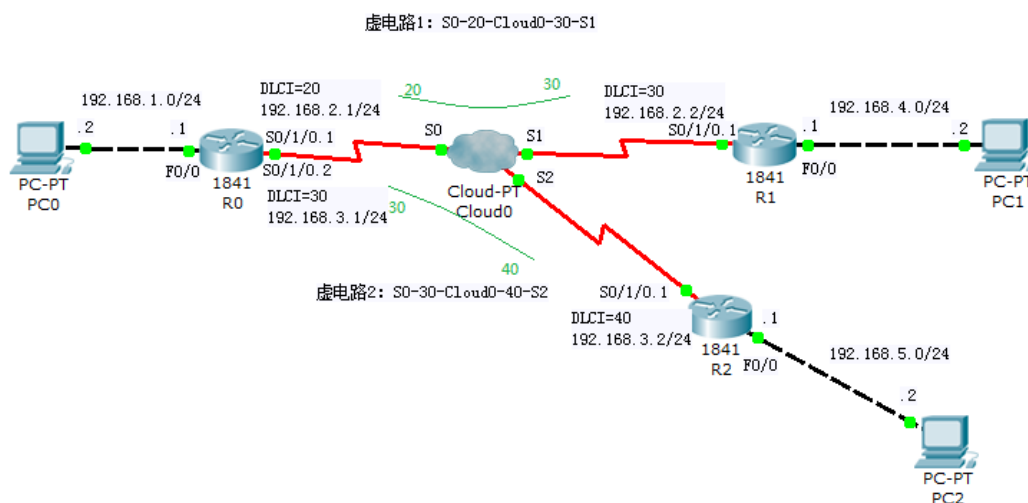 虚电路1: S0-20-Cloud0-30-S1
192.168.1.0/24
.2
.1
F0/0
PC-PT
PC0
DLCI=20
192.168.2.1/24
S0/1/0.1
S0/1/0.2
1841
R0
DLCI=30
192.168.3.1/24
20
30
S0
S1
S2
Cloud-PT
Cloud0
DLCI=30
192.168.2.2/24
S0/1/0.1
1841
R1
192.168.4.0/24
.1
.2
F0/0
PC-PT
PC1
30
40
虚电路2: S0-30-Cloud0-40-S2
S0/1/0.1
DLCI=40
192.168.3.2/24
1841
R2
.1
F0/0
192.168.5.0/24
.2
PC-PT
PC2